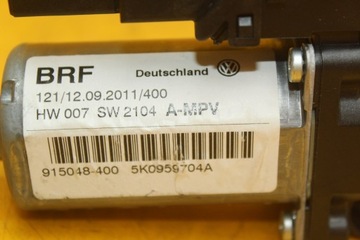 BRF Deutschland
121/12.09.2011/400
HW 007 SW 2104 A-MPV
915048-400 5K0959704A